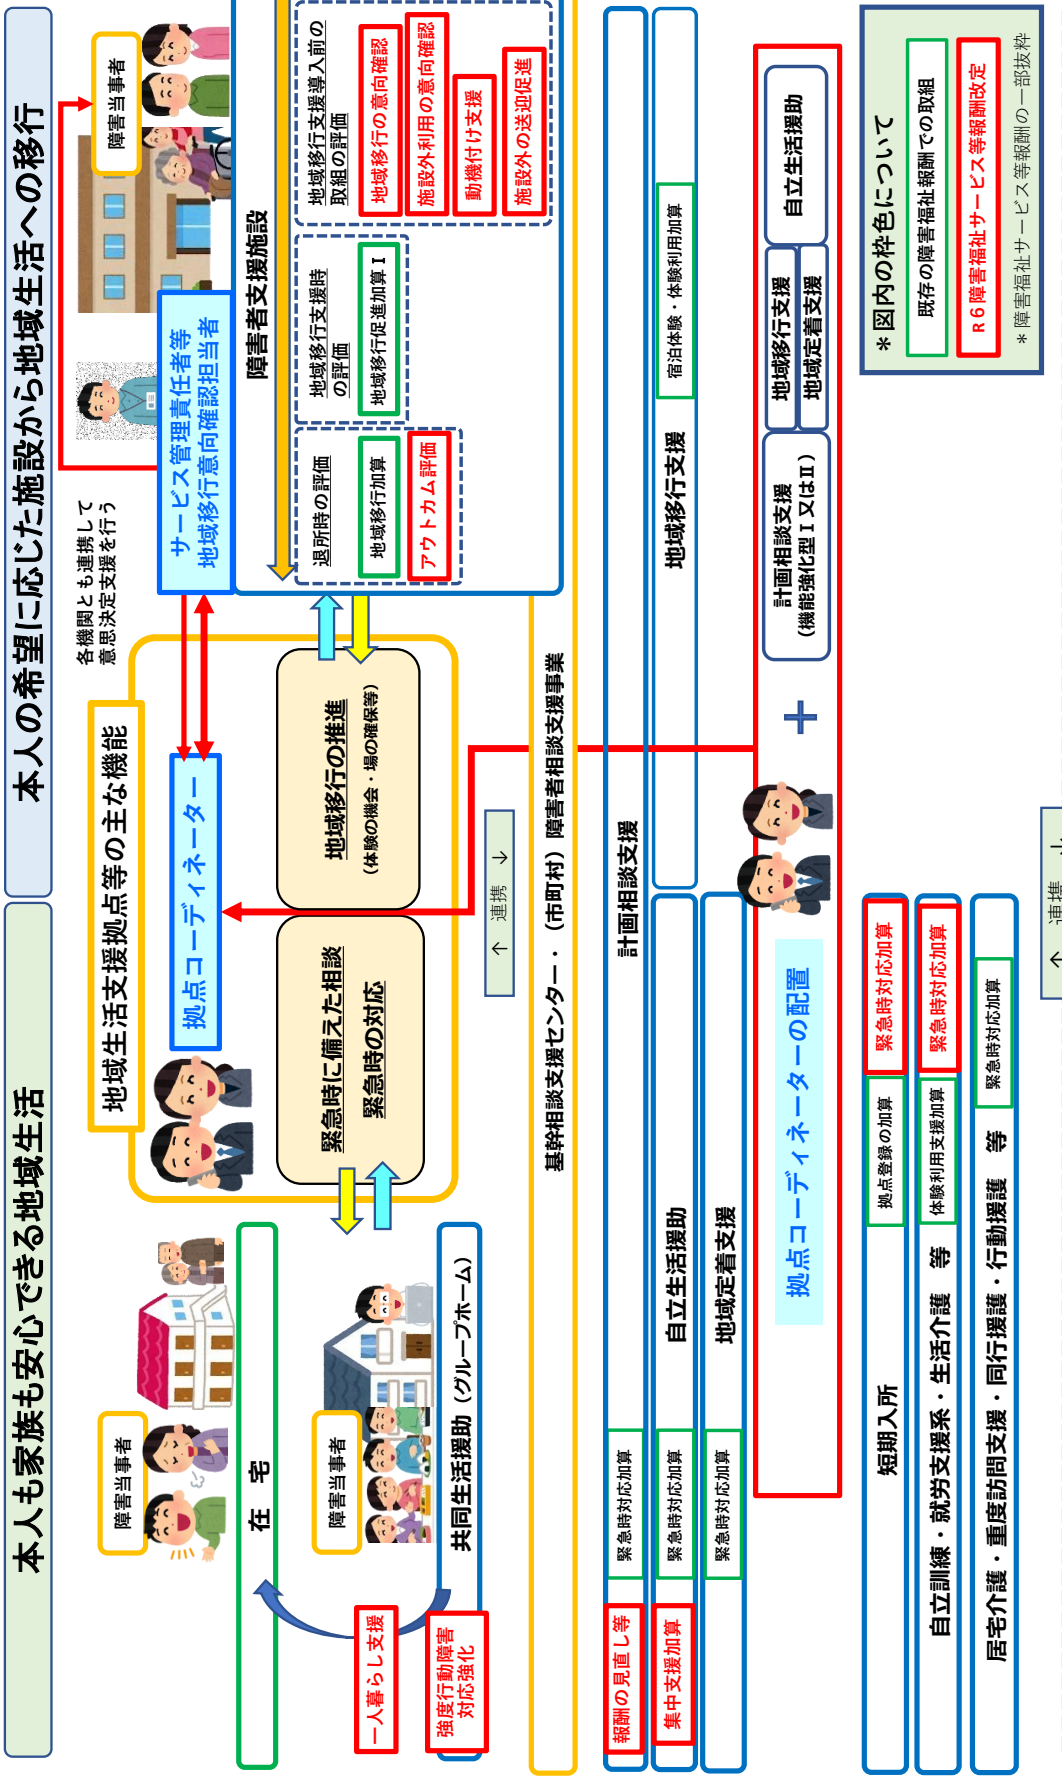 本人も家族も安心できる地域生活
本人の希望に応じた施設から地域生活への移行
障害当事者
在　宅
障害当事者
共同生活援助（グループホーム）
一人暮らし支援
強度行動障害
対応強化
地域生活支援拠点等の主な機能
拠点コーディネーター
緊急時に備えた相談
緊急時の対応
地域移行の推進
（体験の機会・場の確保等）
各機関とも連携して
意思決定支援を行う
サービス管理責任者等
地域移行意向確認担当者
障害当事者
障害者支援施設
退所時の評価
地域移行加算
アウトカム評価
地域移行支援時
の評価
地域移行促進加算Ⅰ
地域移行支援導入前の
取組の評価
地域移行の意向確認
施設外利用の意向確認
動機付け支援
施設外の送迎促進
↑　連携　↓
基幹相談支援センター・（市町村）障害者相談支援事業
報酬の見直し等
緊急時対応加算
計画相談支援
集中支援加算
緊急時対応加算
自立生活援助
地域移行支援
宿泊体験・体験利用加算
緊急時対応加算
地域定着支援
拠点コーディネーターの配置
＋
計画相談支援
（機能強化型Ⅰ又はⅡ）
地域移行支援
地域定着支援
自立生活援助
短期入所
拠点登録の加算
緊急時対応加算
自立訓練・就労支援系・生活介護　等
体験利用支援加算
緊急時対応加算
居宅介護・重度訪問支援・同行援護・行動援護　等
緊急時対応加算
↑　連携　↓
＊図内の枠色について
既存の障害福祉報酬での取組
R6障害福祉サービス等報酬改定
＊障害福祉サービス等報酬の一部抜粋